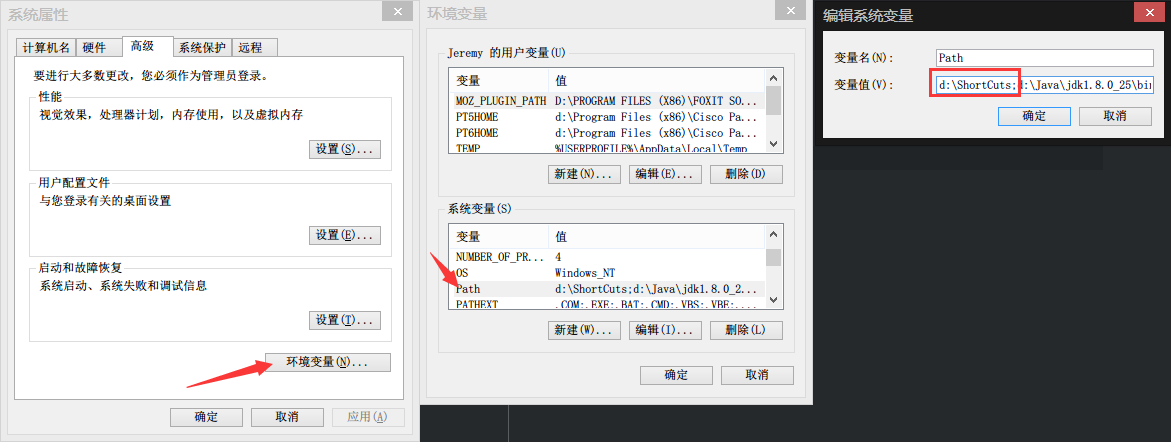 系统属性
计算机名 硬件 高级 系统保护 远程
要进行大多数更改，您必须作为管理员登录。
性能
视觉效果，处理器计划，内存使用，以及虚拟内存
设置(S)...
用户配置文件
与您登录有关的桌面设置
设置(E)...
启动和故障恢复
系统启动、系统失败和调试信息
设置(T)...
环境变量(N)...
确定 取消 应用(A)
环境变量
Jeremy 的用户变量(U)
变量 值
MOZ_PLUGIN_PATH D:\PROGRAM FILES (X86)\FOXIT SO...
PT5HOME d:\Program Files (x86)\Cisco Pa...
PT6HOME d:\Program Files (x86)\Cisco Pa...
TEMP %USERPROFILE%\AppData\Local\Temp
新建(N)... 编辑(E)... 删除(D)
系统变量(S)
变量 值
NUMBER_OF_PR... 4
OS Windows_NT
Path d:\ShortCuts;d:\Java\jdk1.8.0_2...
PATHEXT .COM;.EXE;.BAT;.CMD;.VBS;.VBE;....
新建(W)... 编辑(I)... 删除(L)
确定 取消
编辑系统变量
变量名(N): Path
变量值(V): d:\ShortCuts;d:\Java\jdk1.8.0_25\bin
确定 取消